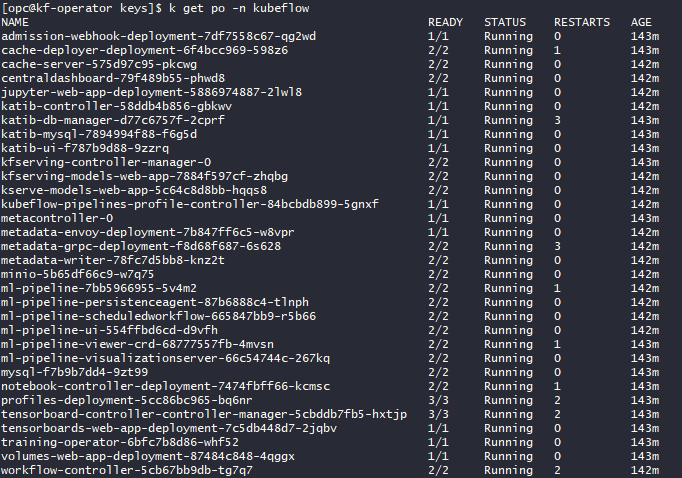 [opc@kf-operator keys]$ k get po -n kubeflow
NAME READY STATUS RESTARTS AGE
admission-webhook-deployment-7df7558c67-qg2wd 1/1 Running 0 143m
cache-deployer-deployment-6f4bcc969-598z6 2/2 Running 1 143m
cache-server-575d97c95-pkcwg 2/2 Running 0 142m
centraldashboard-79f489b55-phwd8 2/2 Running 0 142m
jupyter-web-app-deployment-5886974887-2lwl8 1/1 Running 0 142m
katib-controller-58ddb4b856-gbkwv 1/1 Running 0 143m
katib-db-manager-d77c6757f-2cprf 1/1 Running 3 143m
katib-mysql-7894994f88-f6g5d 1/1 Running 0 143m
katib-ui-f787b9d88-9zzrq 1/1 Running 0 143m
kfserving-controller-manager-0 2/2 Running 0 143m
kfserving-models-web-app-7884f597cf-zhqbg 2/2 Running 0 142m
kserve-models-web-app-5c64c8d8bb-hqqs8 2/2 Running 0 142m
kubeflow-pipelines-profile-controller-84bcbdb899-5gnxf 1/1 Running 0 143m
metacontroller-0 1/1 Running 0 143m
metadata-envoy-deployment-7b847ff6c5-w8vpr 1/1 Running 0 143m
metadata-grpc-deployment-f8d68f687-6s628 2/2 Running 3 142m
metadata-writer-78fc7d5bb8-knz2t 2/2 Running 0 142m
minio-5b65df66c9-w7q75 2/2 Running 0 142m
ml-pipeline-7bb5966955-5v4m2 2/2 Running 1 142m
ml-pipeline-persistenceagent-87b6888c4-tlnph 2/2 Running 0 142m
ml-pipeline-scheduledworkflow-665847bb9-r5b66 2/2 Running 0 142m
ml-pipeline-ui-554ffbd6cd-d9vfh 2/2 Running 0 142m
ml-pipeline-viewer-crd-68777557fb-4mvsn 2/2 Running 1 143m
ml-pipeline-visualizationserver-66c54744c-267kq 2/2 Running 0 143m
mysql-f7b9b7dd4-9zt99 2/2 Running 0 142m
notebook-controller-deployment-7474fbff66-kcmsc 2/2 Running 1 143m
profiles-deployment-5cc86bc965-bq6nr 3/3 Running 2 143m
tensorboard-controller-controller-manager-5cbddb7fb5-hxtjp 3/3 Running 2 143m
tensorboards-web-app-deployment-7c5db448d7-2jqbv 1/1 Running 0 143m
training-operator-6bfc7b8d86-whf52 1/1 Running 0 143m
volumes-web-app-deployment-87484c848-4qggx 1/1 Running 0 143m
workflow-controller-5cb67bb9db-tg7q7 2/2 Running 2 142m